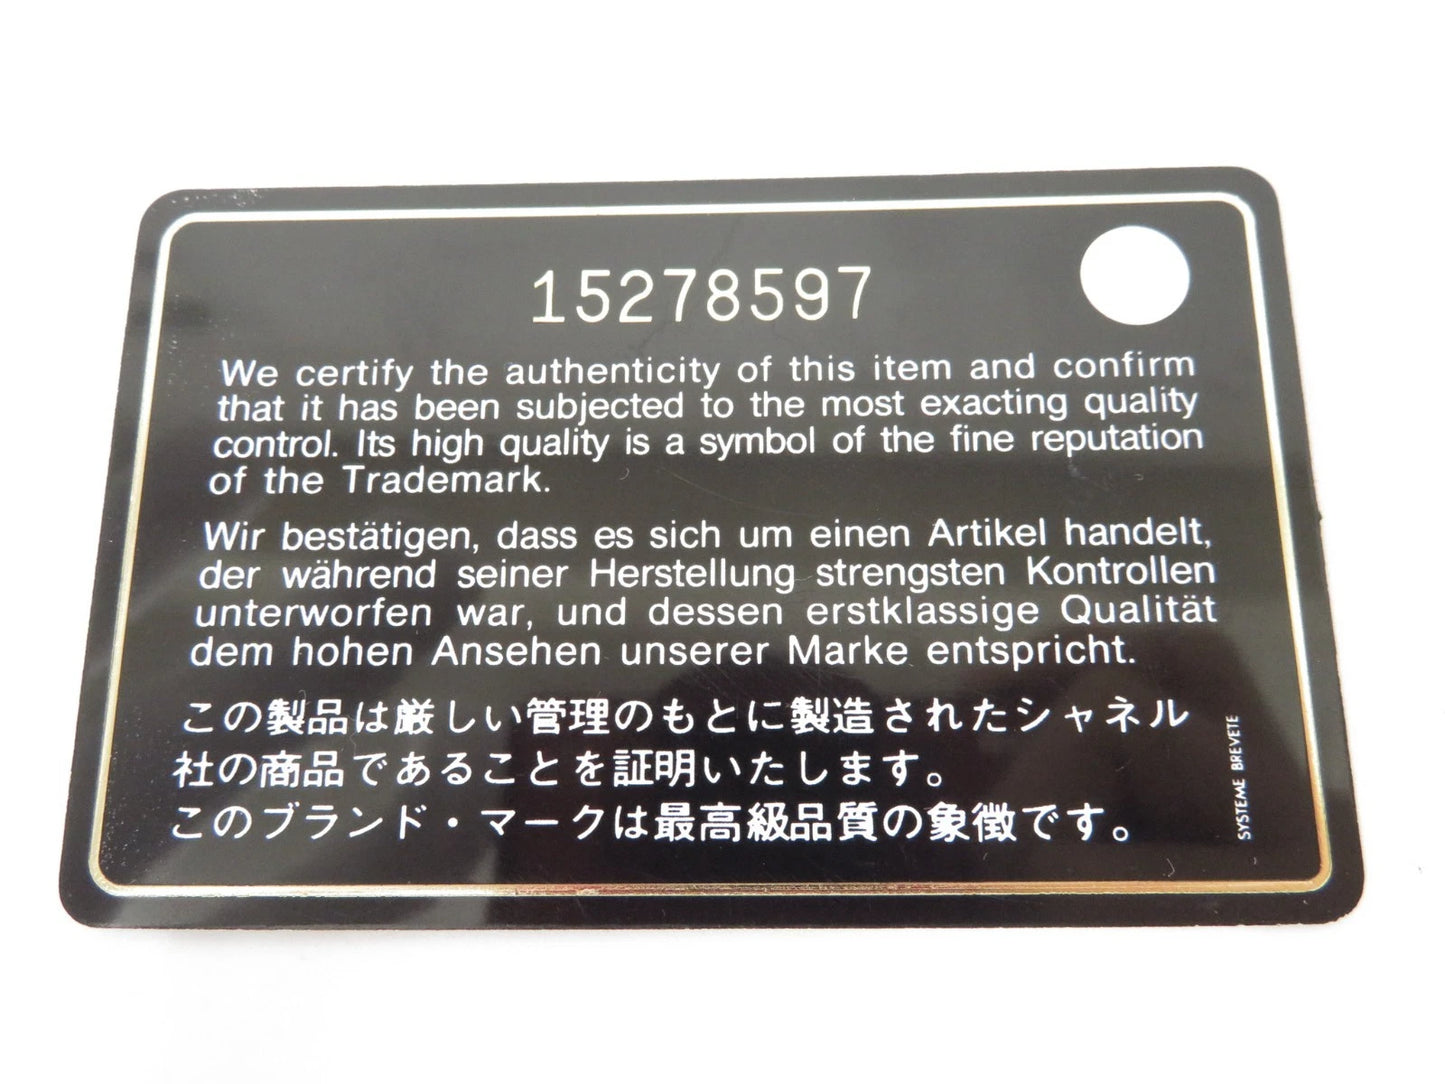 15278597
We certify the authenticity of this item and confirm
that it has been subjected to the most exacting quality
control. Its high quality is a symbol of the fine reputation
of the Trademark.
Wir bestätigen, dass es sich um einen Artikel handelt,
der während seiner Herstellung strengsten Kontrollen
unterworfen war, und dessen erstklassige Qualität
dem hohen Ansehen unserer Marke entspricht.
この製品は厳しい管理のもとに製造されたシャネル
社の商品であることを証明いたします。
このブランド・マークは最高級品質の象徴です。
SYSTEME BREVETE